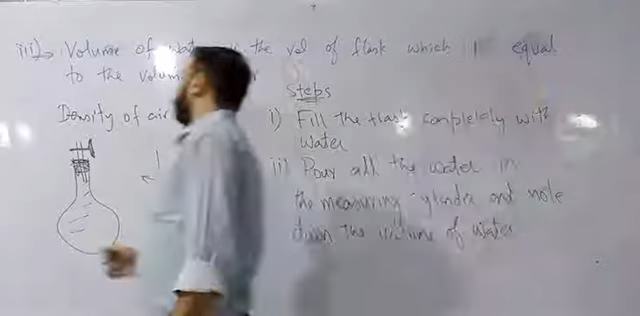 iii) Volume of the vol of flask which equal
to the volum
Steps
Density of air
i) Fill the flask completely with
Water
ii) Pour all the water in
the measuring cylinder and note
down the volume of water